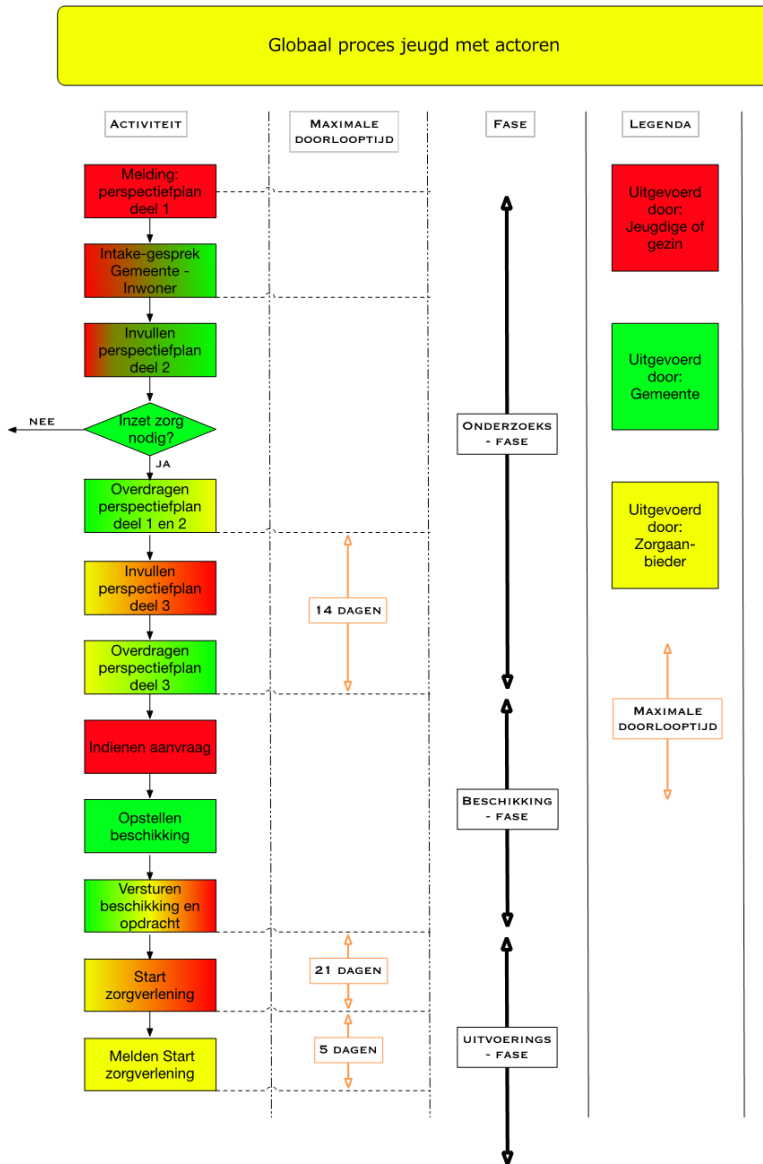 Globaal proces jeugd met actoren
Activiteit
Maximale
doorlooptijd
Fase
Legenda
Melding:
perspectiefplan
deel 1
Intake-gesprek
Gemeente -
Inwoner
Invullen
perspectiefplan
deel 2
Inzet zorg
nodig?
NEE
JA
Overdragen
perspectiefplan
deel 1 en 2
Invullen
perspectiefplan
deel 3
Overdragen
perspectiefplan
deel 3
Indienen aanvraag
Opstellen
beschikking
Versturen
beschikking en
opdracht
Start
zorgverlening
Melden Start
zorgverlening
14 dagen
21 dagen
5 dagen
Onderzoeks
- fase
Beschikking
- fase
uitvoerings
- fase
Uitgevoerd
door:
Jeugdige of
gezin
Uitgevoerd
door:
Gemeente
Uitgevoerd
door:
Zorgaan-
bieder
Maximale
doorlooptijd